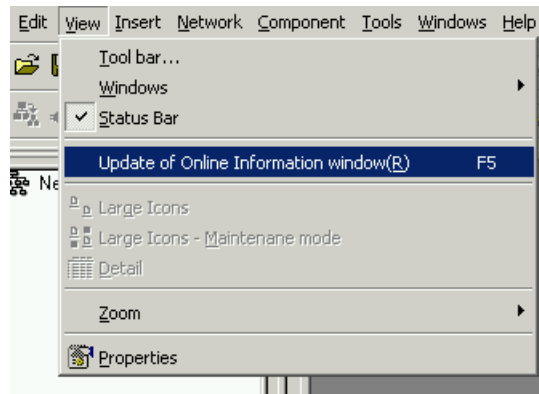 Edit View Insert Network Component Tools Windows Help
Tool bar...
Windows
Status Bar
Update of Online Information window(R) F5
Ne
Large Icons
Large Icons - Maintenane mode
Detail
Zoom
Properties